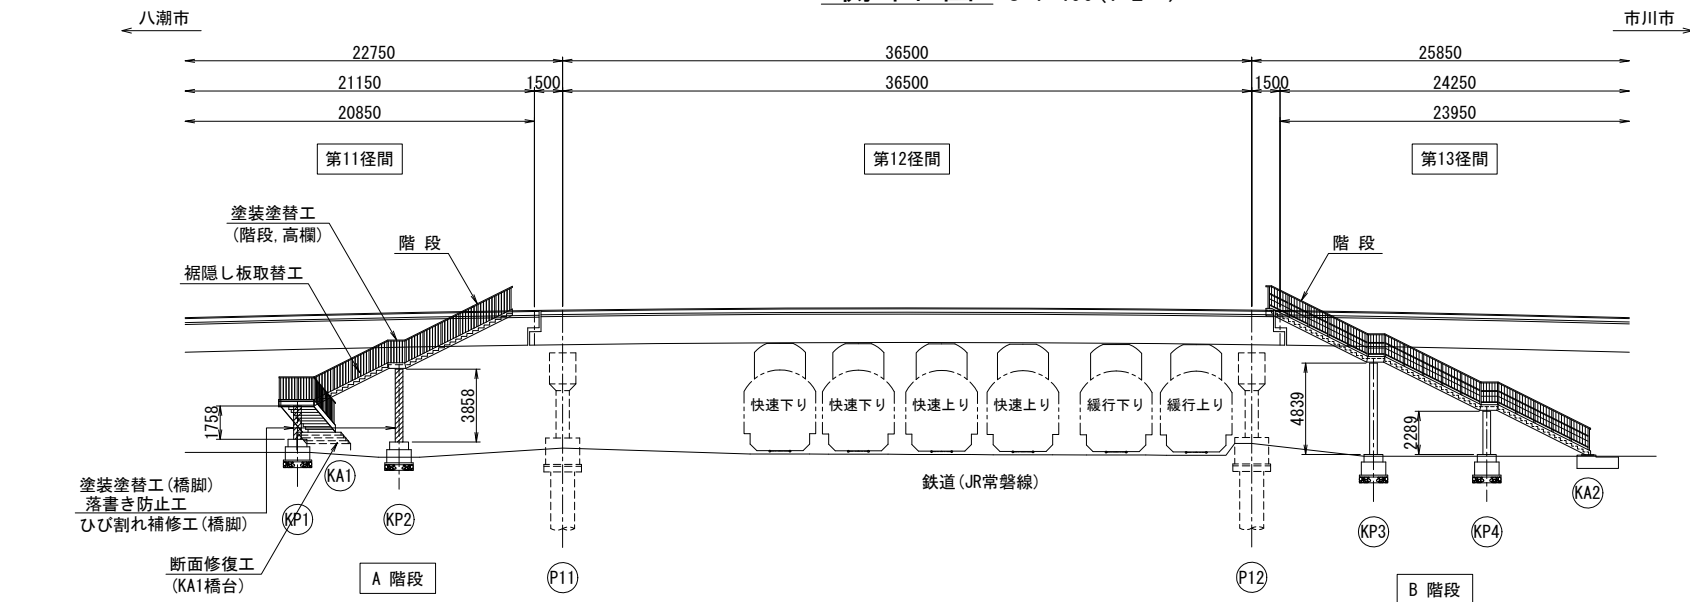 八潮市
市川市
22750
36500
25850
21150
1500
36500
1500
24250
20850
23950
第11径間
第12径間
第13径間
塗装塗替工
(階段,高欄)
階 段
階 段
裾隠し板取替工
1758
3858
快速下り
快速下り
快速上り
快速上り
緩行下り
緩行上り
4839
2289
鉄道(JR常磐線)
塗装塗替工(橋脚)
落書き防止工
ひび割れ補修工(橋脚)
KA1
KP1
KP2
KP3
KP4
KA2
断面修復工
(KA1橋台)
A 階段
P11
P12
B 階段